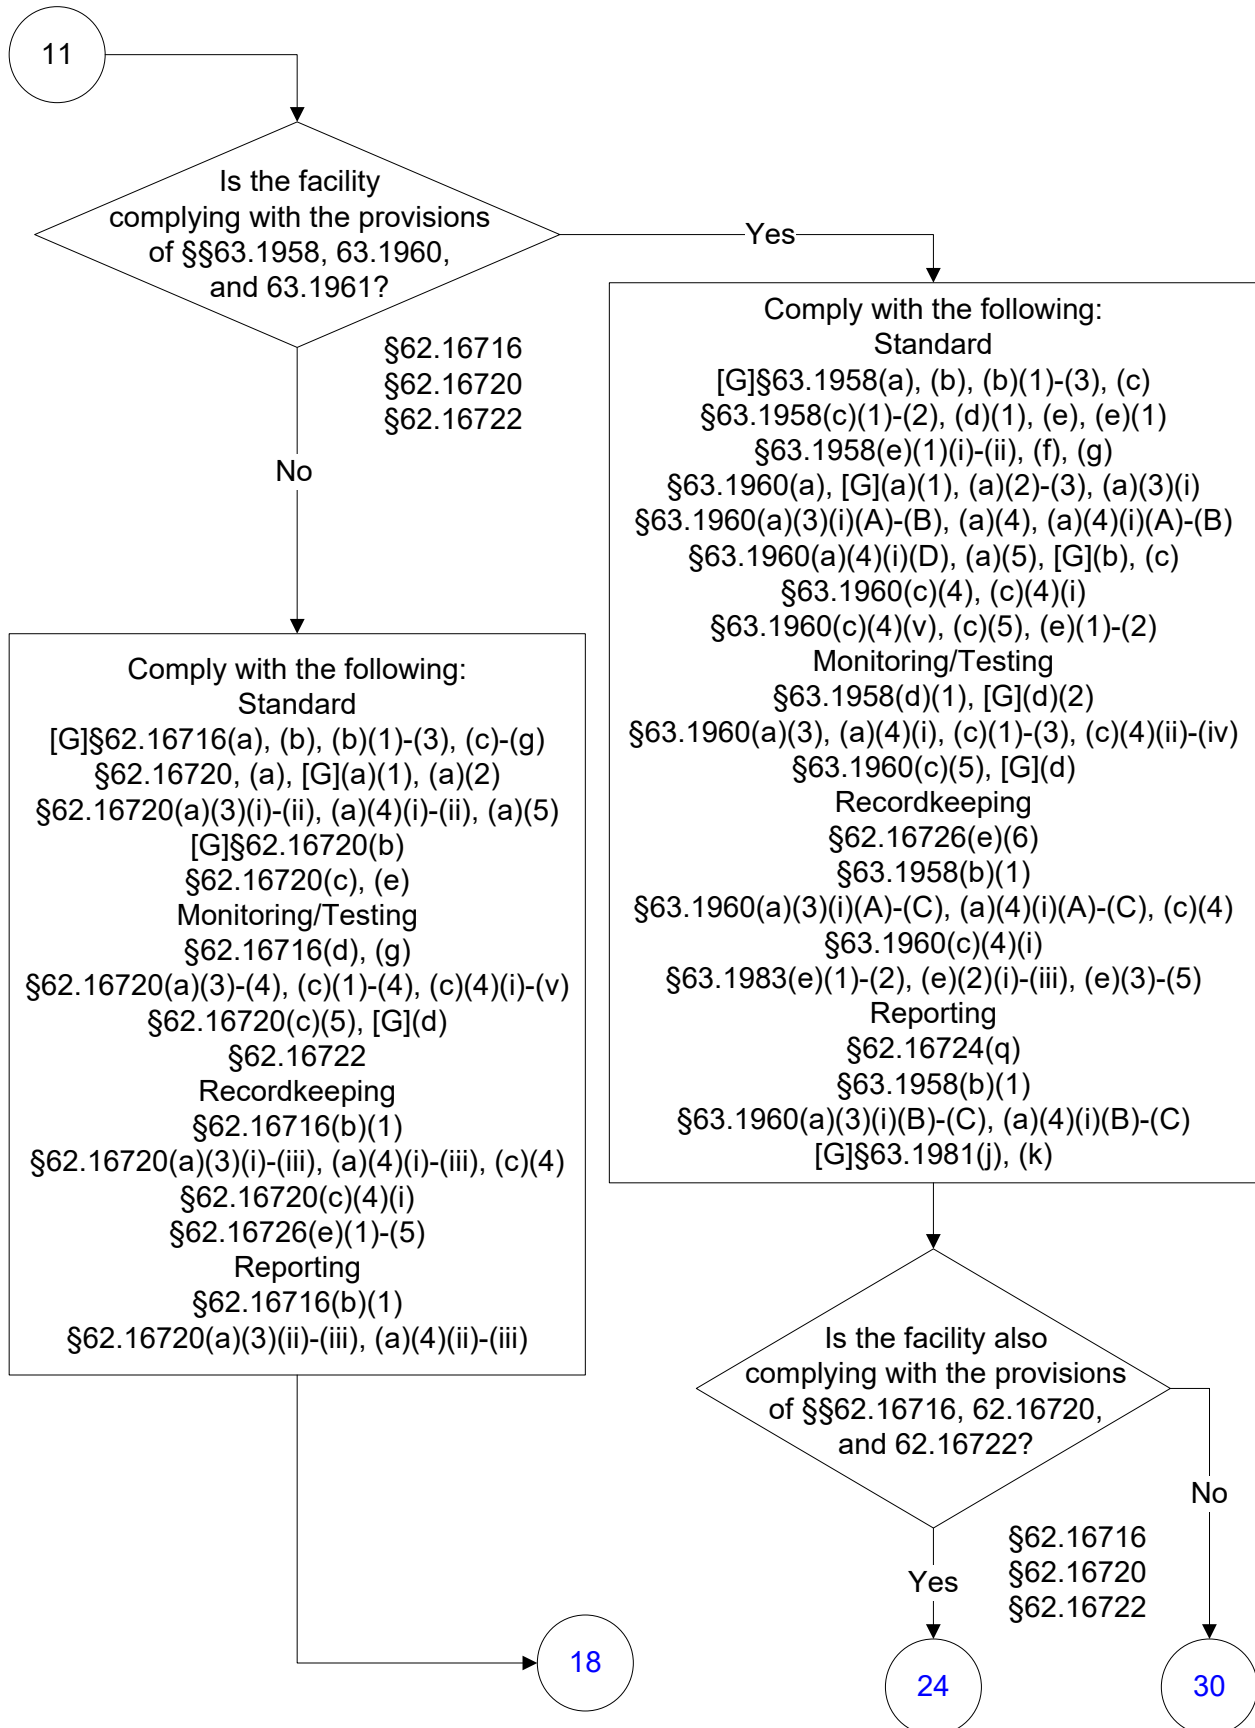 11
Is the facility
complying with the provisions
of §§63.1958, 63.1960,
and 63.1961?
Yes
§62.16716
§62.16720
§62.16722
No
Comply with the following:
Standard
[G]§63.1958(a), (b), (b)(1)-(3), (c)
§63.1958(c)(1)-(2), (d)(1), (e), (e)(1)
§63.1958(e)(1)(i)-(ii), (f), (g)
§63.1960(a), [G](a)(1), (a)(2)-(3), (a)(3)(i)
§63.1960(a)(3)(i)(A)-(B), (a)(4), (a)(4)(i)(A)-(B)
§63.1960(a)(4)(i)(D), (a)(5), [G](b), (c)
§63.1960(c)(4), (c)(4)(i)
§63.1960(c)(4)(v), (c)(5), (e)(1)-(2)
Monitoring/Testing
§63.1958(d)(1), [G](d)(2)
§63.1960(a)(3), (a)(4)(i), (c)(1)-(3), (c)(4)(ii)-(iv)
§63.1960(c)(5), [G](d)
Recordkeeping
§62.16726(e)(6)
§63.1958(b)(1)
§63.1960(a)(3)(i)(A)-(C), (a)(4)(i)(A)-(C), (c)(4)
§63.1960(c)(4)(i)
§63.1983(e)(1)-(2), (e)(2)(i)-(iii), (e)(3)-(5)
Reporting
§62.16724(q)
§63.1958(b)(1)
§63.1960(a)(3)(i)(B)-(C), (a)(4)(i)(B)-(C)
[G]§63.1981(j), (k)
Comply with the following:
Standard
[G]§62.16716(a), (b), (b)(1)-(3), (c)-(g)
§62.16720, (a), [G](a)(1), (a)(2)
§62.16720(a)(3)(i)-(ii), (a)(4)(i)-(ii), (a)(5)
[G]§62.16720(b)
§62.16720(c), (e)
Monitoring/Testing
§62.16716(d), (g)
§62.16720(a)(3)-(4), (c)(1)-(4), (c)(4)(i)-(v)
§62.16720(c)(5), [G](d)
§62.16722
Recordkeeping
§62.16716(b)(1)
§62.16720(a)(3)(i)-(iii), (a)(4)(i)-(iii), (c)(4)
§62.16720(c)(4)(i)
§62.16726(e)(1)-(5)
Reporting
§62.16716(b)(1)
§62.16720(a)(3)(ii)-(iii), (a)(4)(ii)-(iii)
Is the facility also
complying with the provisions
of §§62.16716, 62.16720,
and 62.16722?
No
§62.16716
§62.16720
§62.16722
Yes
18
24
30